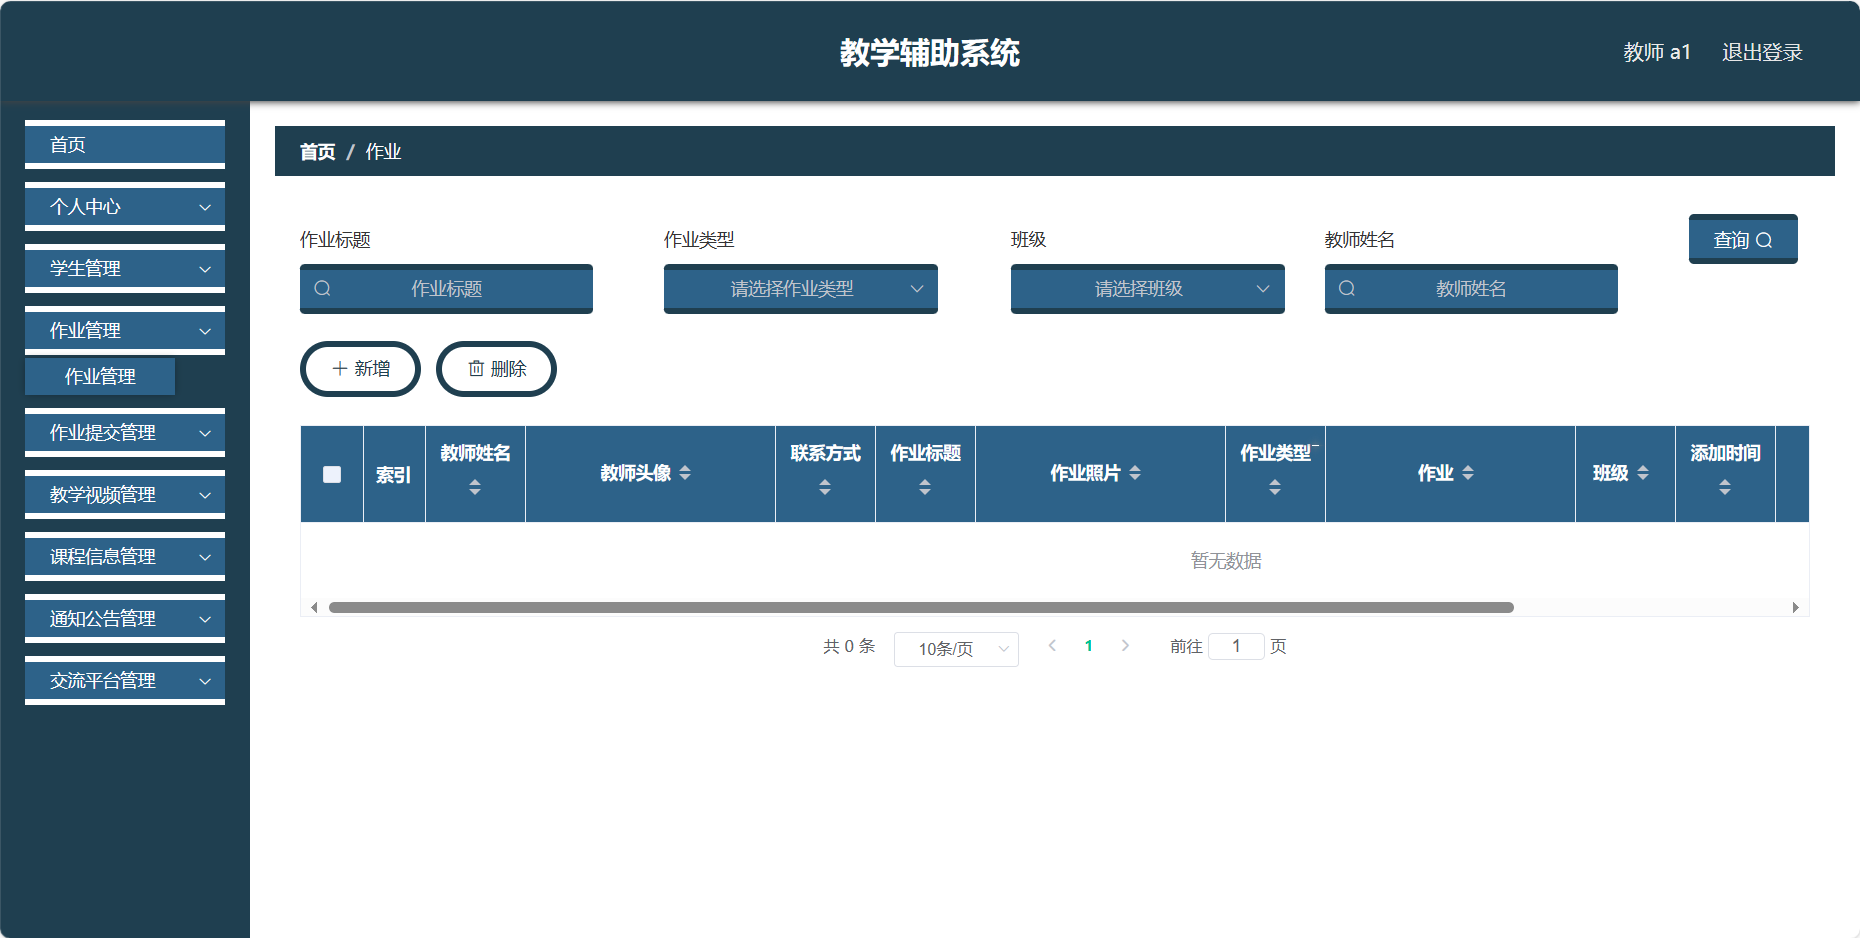 教学辅助系统
教师 a1
退出登录
首页
个人中心
学生管理
作业管理
作业管理
作业提交管理
教学视频管理
课程信息管理
通知公告管理
交流平台管理
首页 / 作业
作业标题
作业标题
作业类型
请选择作业类型
班级
请选择班级
教师姓名
教师姓名
查询
新增
删除
索引
教师姓名
教师头像
联系方式
作业标题
作业照片
作业类型
作业
班级
添加时间
暂无数据
共 0 条
10条/页
1
前往 1 页